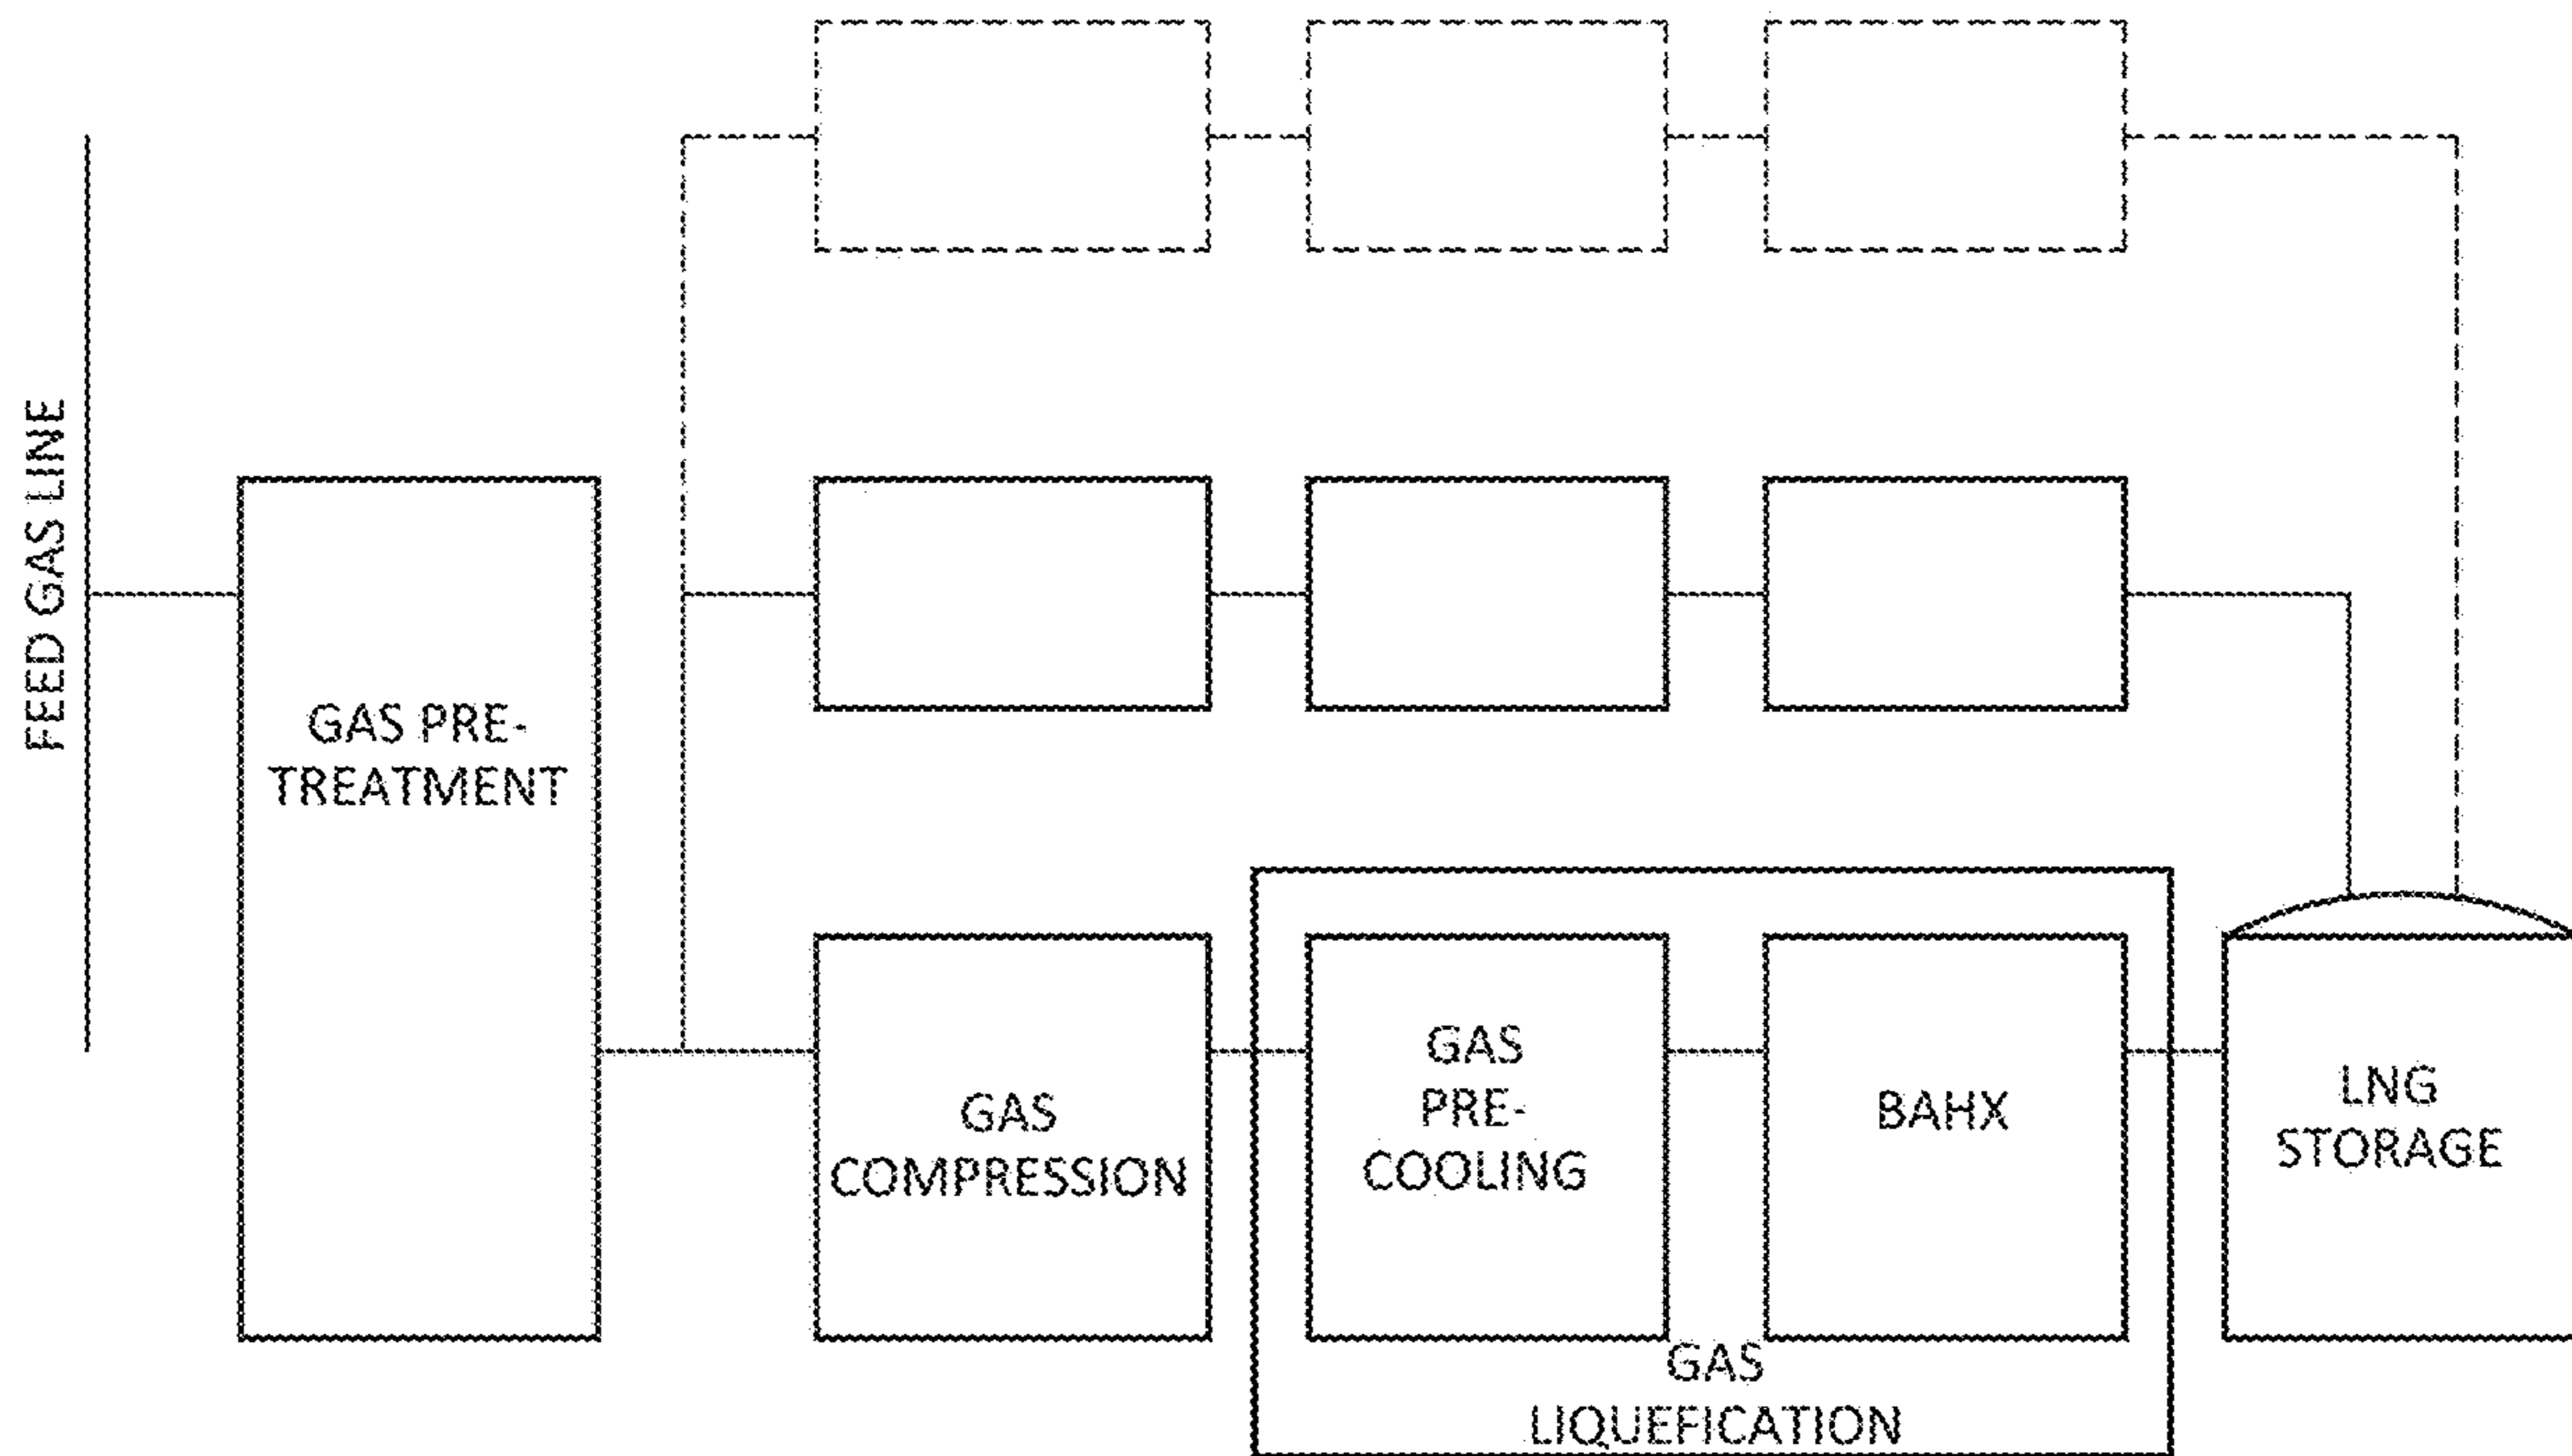 FEED GAS LINE
GAS PRE-
TREATMENT
GAS
COMPRESSION
GAS
PRE-
COOLING
BAHX
LNG
STORAGE
GAS
LIQUEFICATION